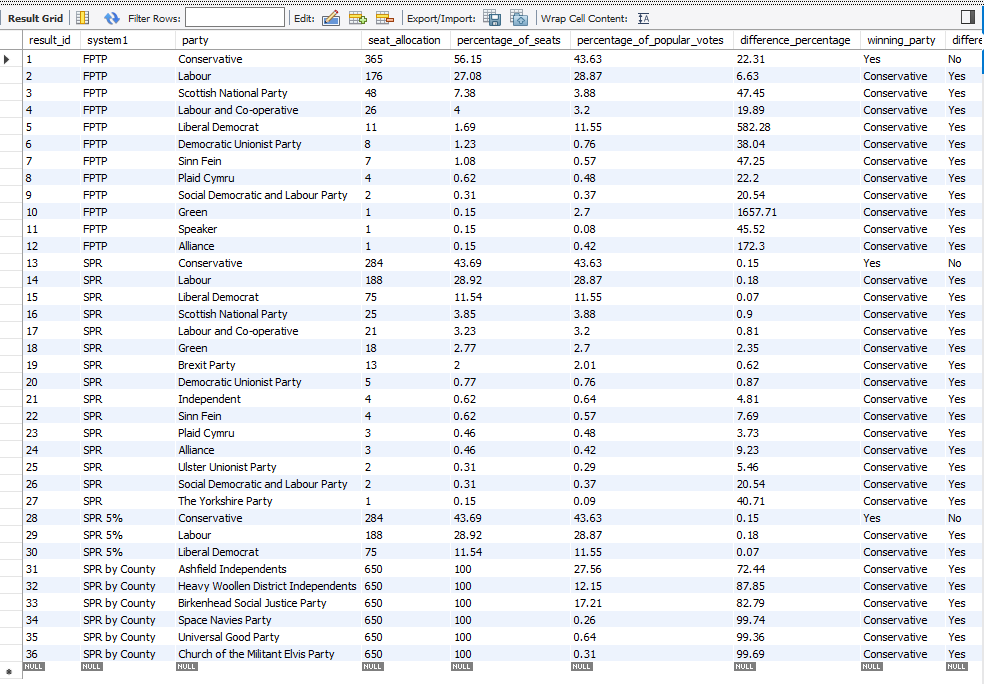 Result Grid Filter Rows: Edit: Export/Import: Wrap Cell Content: IA
result_id system1 party seat_allocation percentage_of_seats percentage_of_popular_votes difference_percentage winning_party differe
1 FPTP Conservative 365 56.15 43.63 22.31 Yes No
2 FPTP Labour 176 27.08 28.87 6.63 Conservative Yes
3 FPTP Scottish National Party 48 7.38 3.88 47.45 Conservative Yes
4 FPTP Labour and Co-operative 26 4 3.2 19.89 Conservative Yes
5 FPTP Liberal Democrat 11 1.69 11.55 582.28 Conservative Yes
6 FPTP Democratic Unionist Party 8 1.23 0.76 38.04 Conservative Yes
7 FPTP Sinn Fein 7 1.08 0.57 47.25 Conservative Yes
8 FPTP Plaid Cymru 4 0.62 0.48 22.2 Conservative Yes
9 FPTP Social Democratic and Labour Party 2 0.31 0.37 20.54 Conservative Yes
10 FPTP Green 1 0.15 2.7 1657.71 Conservative Yes
11 FPTP Speaker 1 0.15 0.08 45.52 Conservative Yes
12 FPTP Alliance 1 0.15 0.42 172.3 Conservative Yes
13 SPR Conservative 284 43.69 43.63 0.15 Yes No
14 SPR Labour 188 28.92 28.87 0.18 Conservative Yes
15 SPR Liberal Democrat 75 11.54 11.55 0.07 Conservative Yes
16 SPR Scottish National Party 25 3.85 3.88 0.9 Conservative Yes
17 SPR Labour and Co-operative 21 3.23 3.2 0.81 Conservative Yes
18 SPR Green 18 2.77 2.7 2.35 Conservative Yes
19 SPR Brexit Party 13 2 2.01 0.62 Conservative Yes
20 SPR Democratic Unionist Party 5 0.77 0.76 0.87 Conservative Yes
21 SPR Independent 4 0.62 0.64 4.81 Conservative Yes
22 SPR Sinn Fein 4 0.62 0.57 7.69 Conservative Yes
23 SPR Plaid Cymru 3 0.46 0.48 3.73 Conservative Yes
24 SPR Alliance 3 0.46 0.42 9.23 Conservative Yes
25 SPR Ulster Unionist Party 2 0.31 0.29 5.46 Conservative Yes
26 SPR Social Democratic and Labour Party 2 0.31 0.37 20.54 Conservative Yes
27 SPR The Yorkshire Party 1 0.15 0.09 40.71 Conservative Yes
28 SPR 5% Conservative 284 43.69 43.63 0.15 Yes No
29 SPR 5% Labour 188 28.92 28.87 0.18 Conservative Yes
30 SPR 5% Liberal Democrat 75 11.54 11.55 0.07 Conservative Yes
31 SPR by County Ashfield Independents 650 100 27.56 72.44 Conservative Yes
32 SPR by County Heavy Woollen District Independents 650 100 12.15 87.85 Conservative Yes
33 SPR by County Birkenhead Social Justice Party 650 100 17.21 82.79 Conservative Yes
34 SPR by County Space Navies Party 650 100 0.26 99.74 Conservative Yes
35 SPR by County Universal Good Party 650 100 0.64 99.36 Conservative Yes
36 SPR by County Church of the Militant Elvis Party 650 100 0.31 99.69 Conservative Yes
NULL NULL NULL NULL NULL NULL NULL NULL NULL